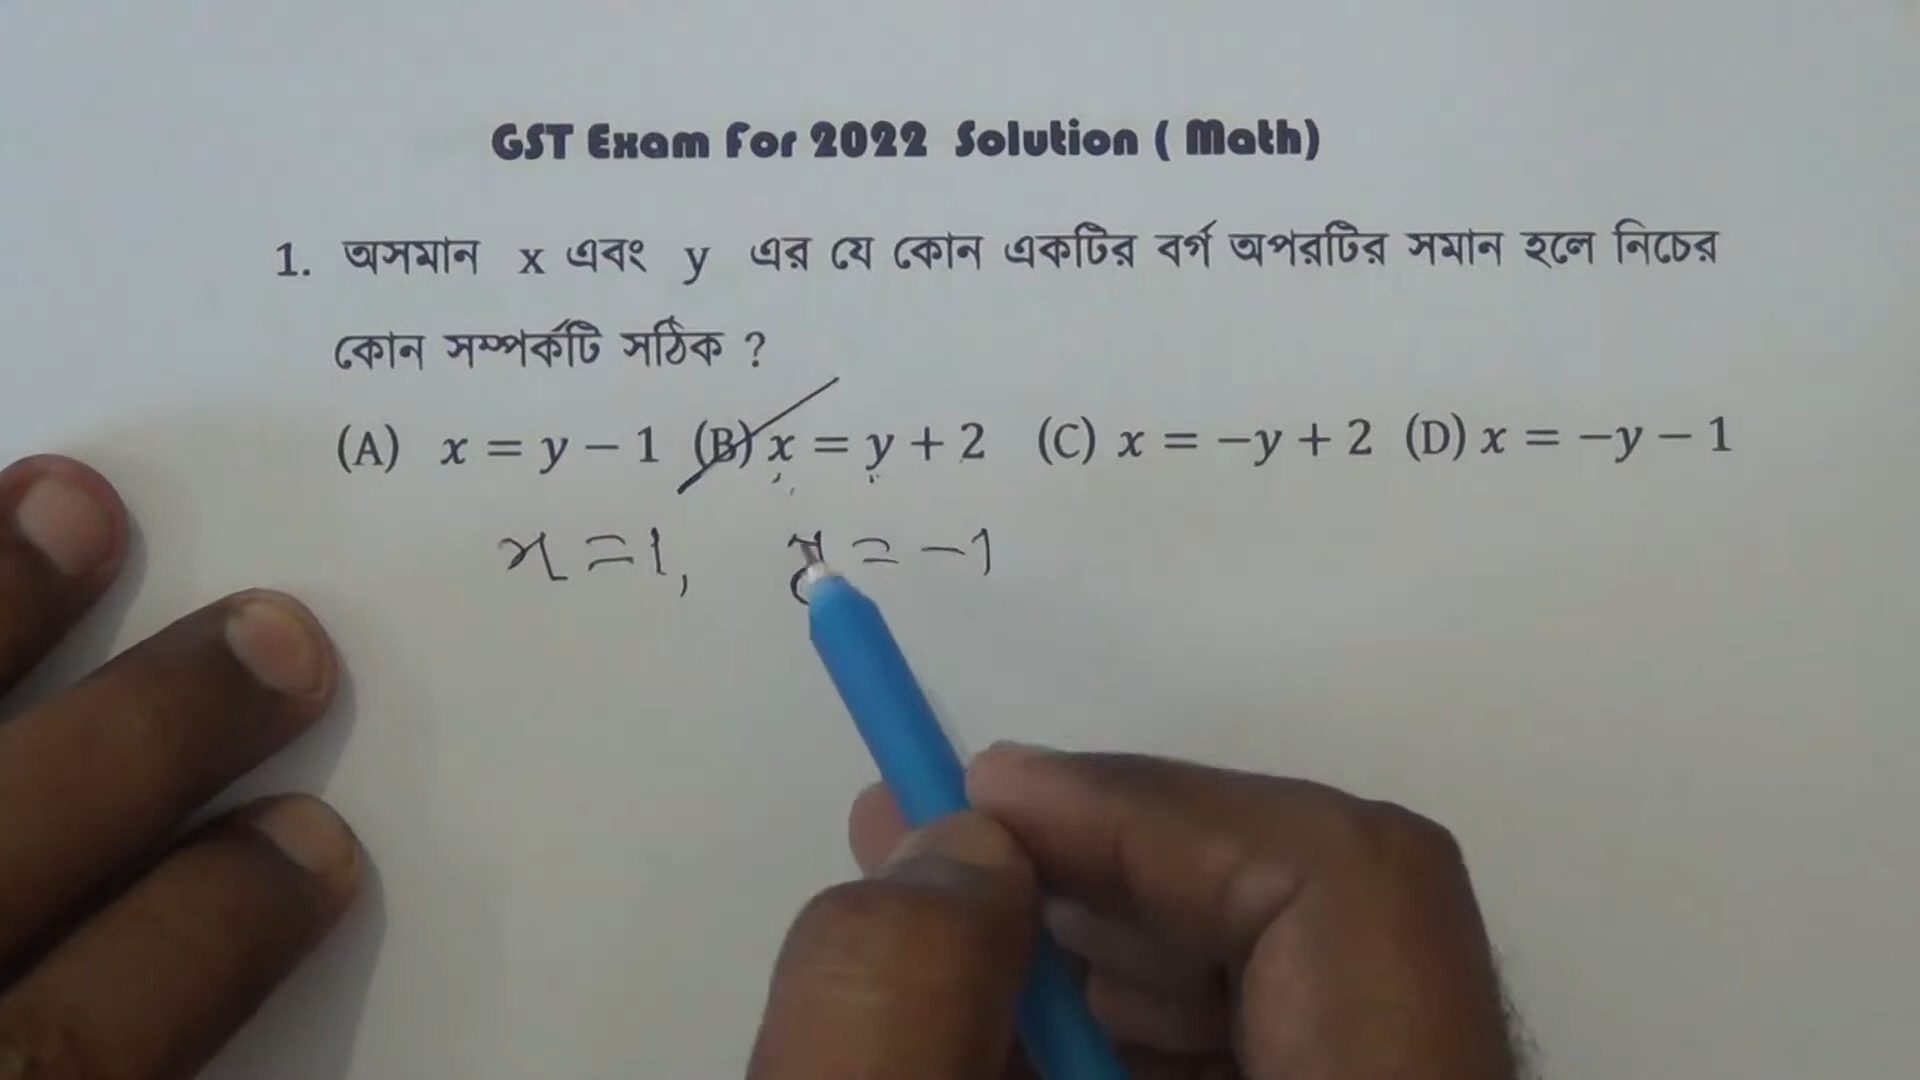 GST Exam For 2022 Solution ( Math)
1. অসমান x এবং y এর যে কোন একটির বর্গ অপরটির সমান হলে নিচের
কোন সম্পর্কটি সঠিক ?
(A) x = y − 1 (B) x = y + 2 (C) x = −y + 2 (D) x = −y − 1
x = 1, y = −1